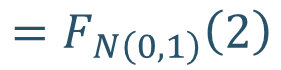 = F_{N(0,1)}(2)